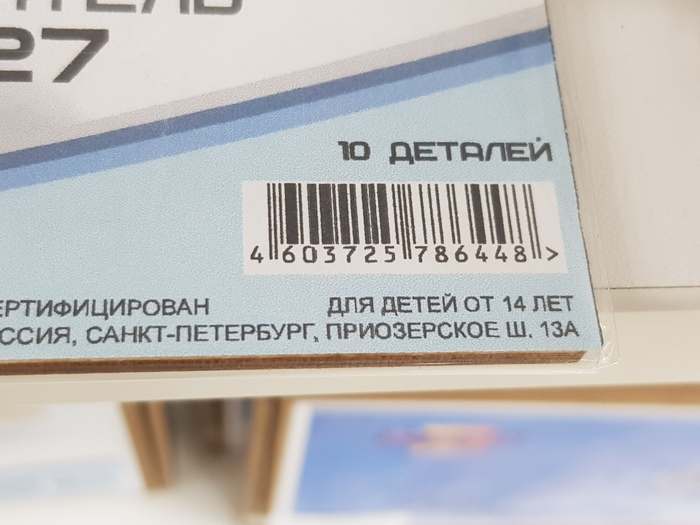 27
10 ДЕТАЛЕЙ
4 603725 786448 >
ЕРТИФИЦИРОВАН
ДЛЯ ДЕТЕЙ ОТ 14 ЛЕТ
ССИЯ, САНКТ-ПЕТЕРБУРГ, ПРИОЗЕРСКОЕ Ш. 13А